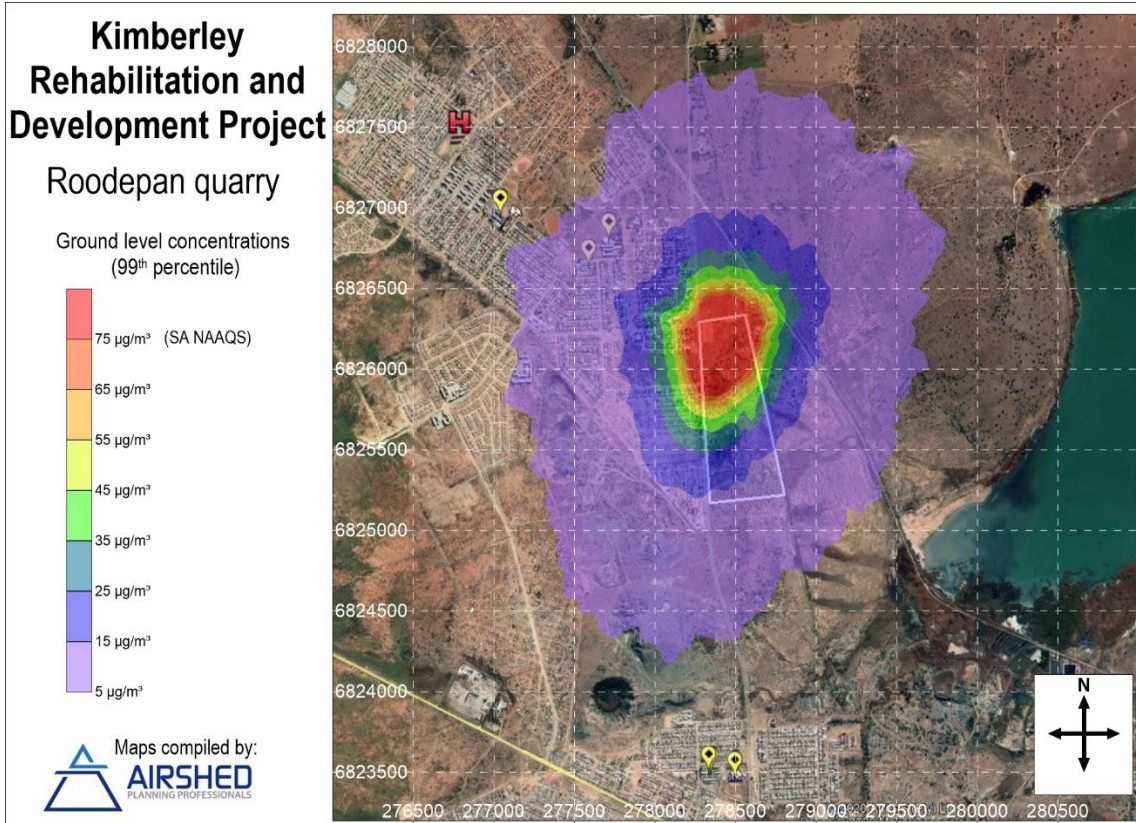 Kimberley
Rehabilitation and
Development Project
Roodepan quarry
Ground level concentrations
(99th percentile)
75 µg/m³ (SA NAAQS)
65 µg/m³
55 µg/m³
45 µg/m³
35 µg/m³
25 µg/m³
15 µg/m³
5 µg/m³
Maps compiled by:
AIRSHED
PLANNING PROFESSIONALS
6828000
6827500
H
6827000
6826500
6826000
6825500
6825000
6824500
6824000
6823500
N
276500 277000 277500 278000 278500 279000 279500 280000 280500